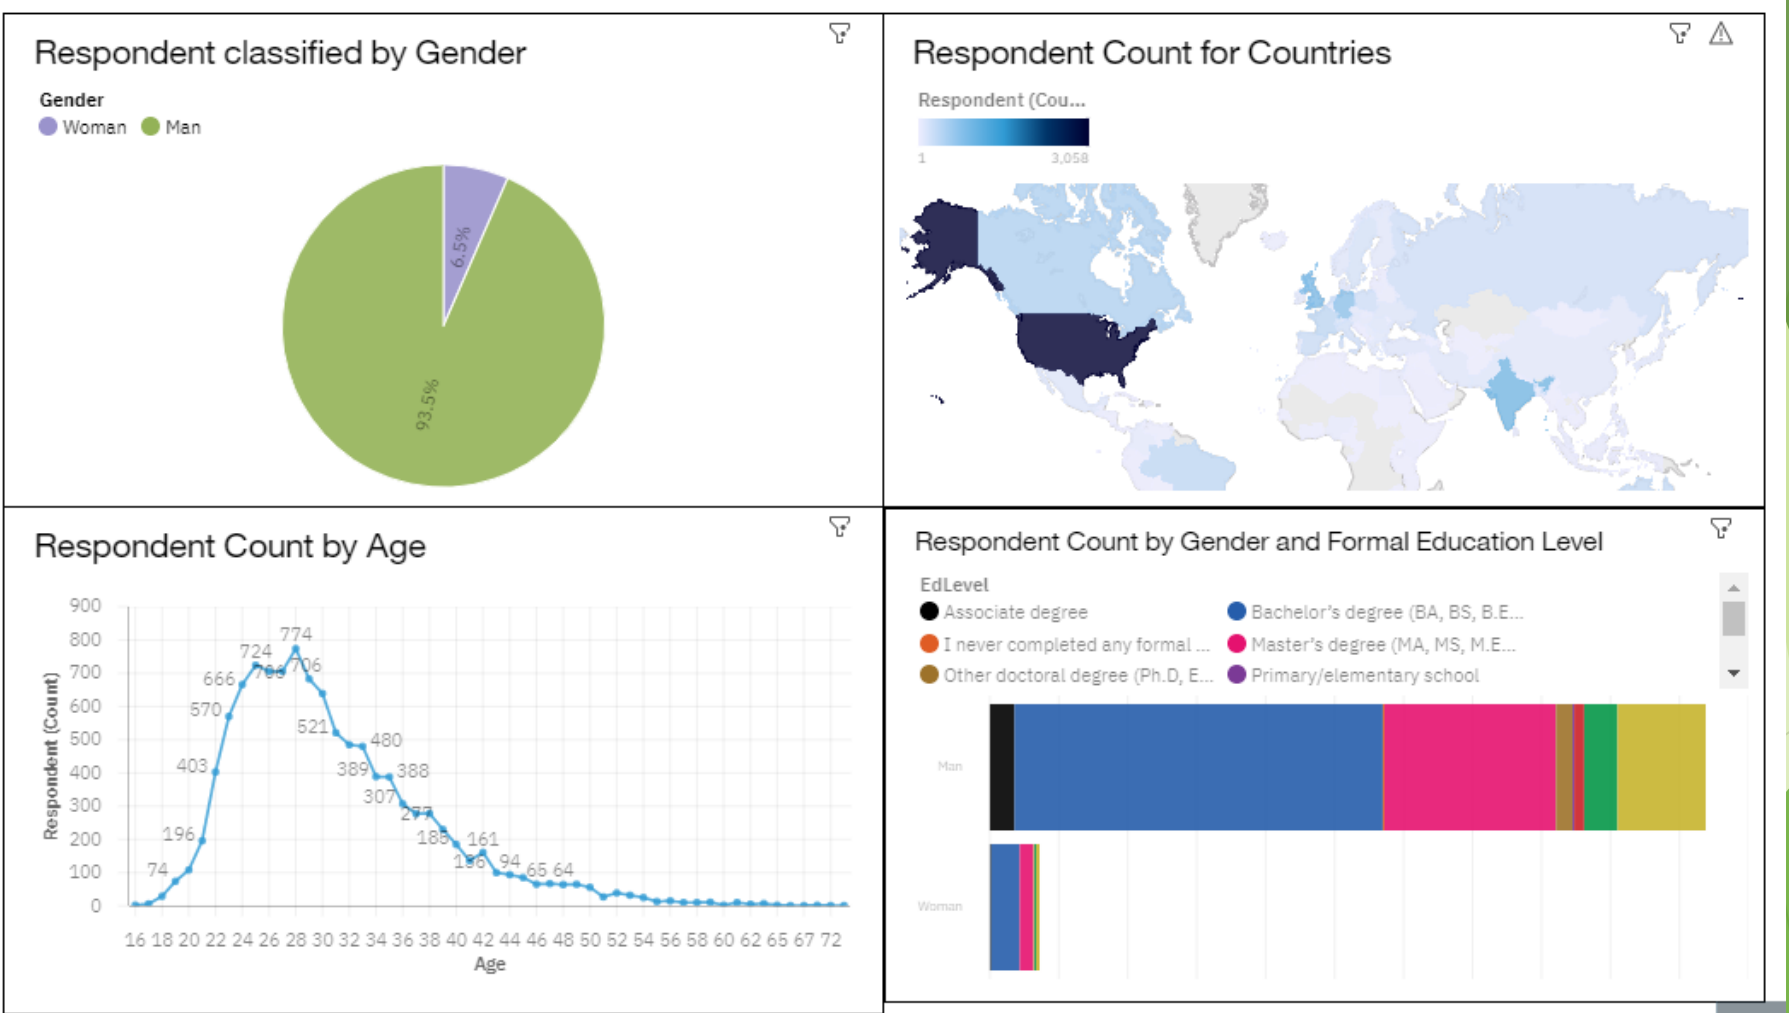 Respondent classified by Gender
Gender
Woman Man
6.5%
93.5%
Respondent Count for Countries
Respondent (Cou...
1 3,058
Respondent Count by Age
Respondent (Count)
900
800
700
600
500
400
300
200
100
0
774
724
706
666
570
521
480
403
389 388
307
277
196
188
161
94
74
65 64
16 18 20 22 24 26 28 30 32 34 36 38 40 42 44 46 48 50 52 54 56 58 60 62 65 67 72
Age
Respondent Count by Gender and Formal Education Level
EdLevel
Associate degree Bachelor's degree (BA, BS, B.E...
I never completed any formal ... Master's degree (MA, MS, M.E...
Other doctoral degree (Ph.D, E... Primary/elementary school
Man
Woman